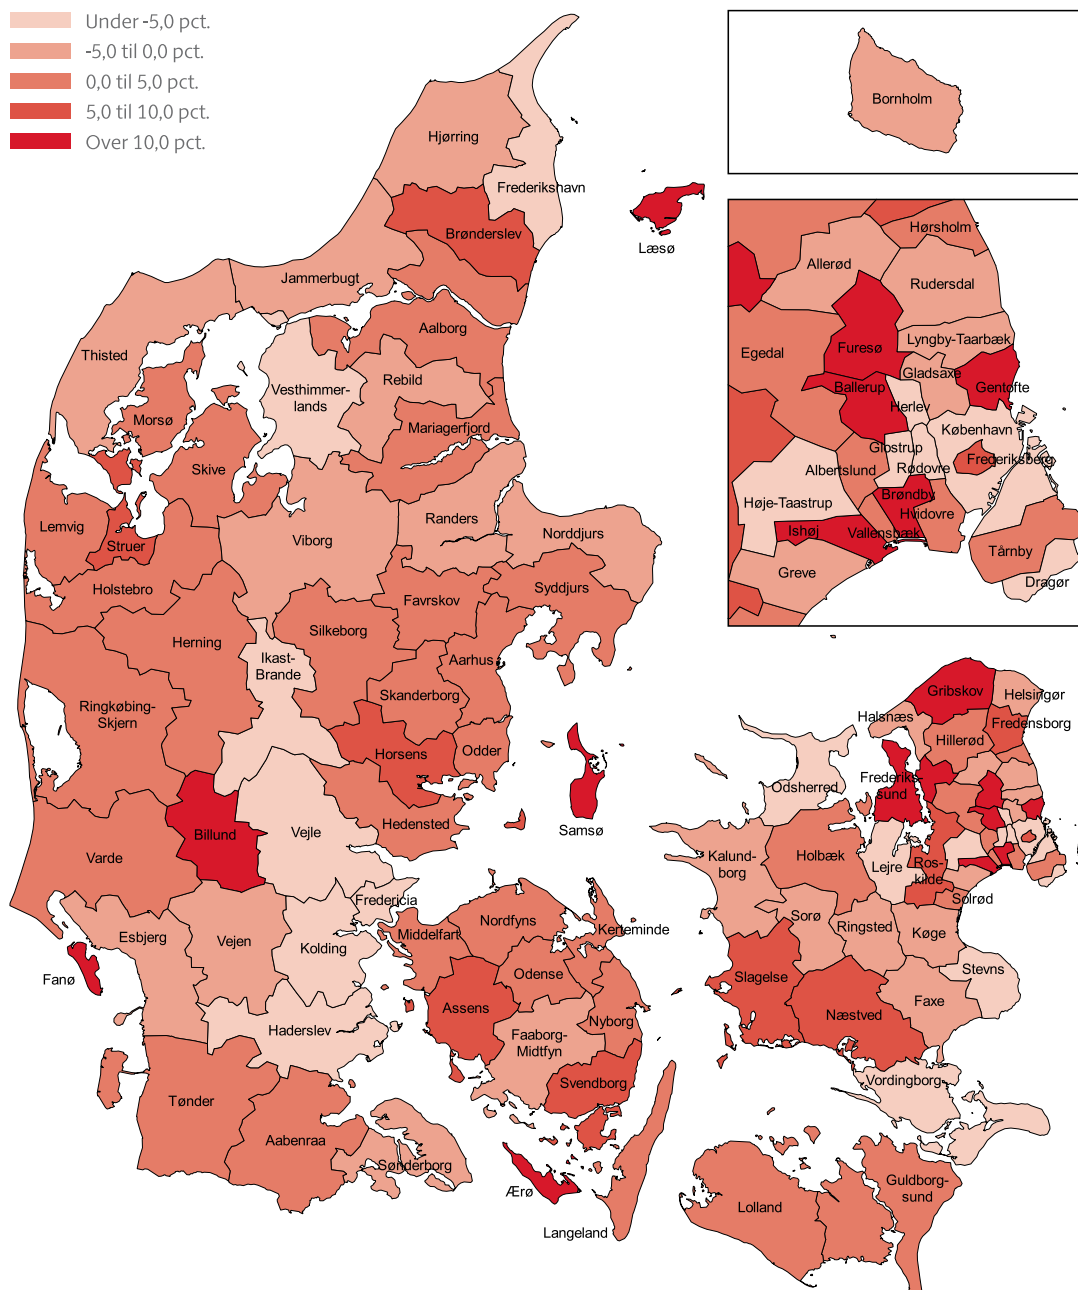 Under -5,0 pct.
-5,0 til 0,0 pct.
0,0 til 5,0 pct.
5,0 til 10,0 pct.
Over 10,0 pct.
Bornholm
Hjørring
Frederikshavn
Brønderslev
Læsø
Jammerbugt
Aalborg
Thisted
Vesthimmer-
lands
Rebild
Morsø
Mariagerfjord
Skive
Lemvig
Struer
Viborg
Randers
Norddjurs
Holstebro
Favrskov
Syddjurs
Herning
Silkeborg
Ikast-
Brande
Aarhus
Skanderborg
Ringkøbing-
Skjern
Horsens
Odder
Samsø
Billund
Vejle
Hedensted
Varde
Fredericia
Esbjerg
Vejen
Kolding
Fanø
Haderslev
Tønder
Aabenraa
Sønderborg
Nordfyns
Middelfart
Kerteminde
Odense
Assens
Faaborg-
Midtfyn
Nyborg
Svendborg
Ærø
Langeland
Hørsholm
Allerød
Rudersdal
Egedal
Furesø
Lyngby-Taarbæk
Gladsaxe
Ballerup
Gentofte
Herlev
København
Glostrup
Frederiksberg
Albertslund
Rødovre
Høje-Taastrup
Brøndby
Hvidovre
Ishøj
Vallensbæk
Greve
Tårnby
Dragør
Gribskov
Helsingør
Halsnæs
Fredensborg
Hillerød
Odsherred
Frederiks-
sund
Kalund-
borg
Holbæk
Lejre
Ros-
kilde
Solrød
Sorø
Ringsted
Køge
Slagelse
Stevns
Næstved
Faxe
Vordingborg
Guldborg-
sund
Lolland